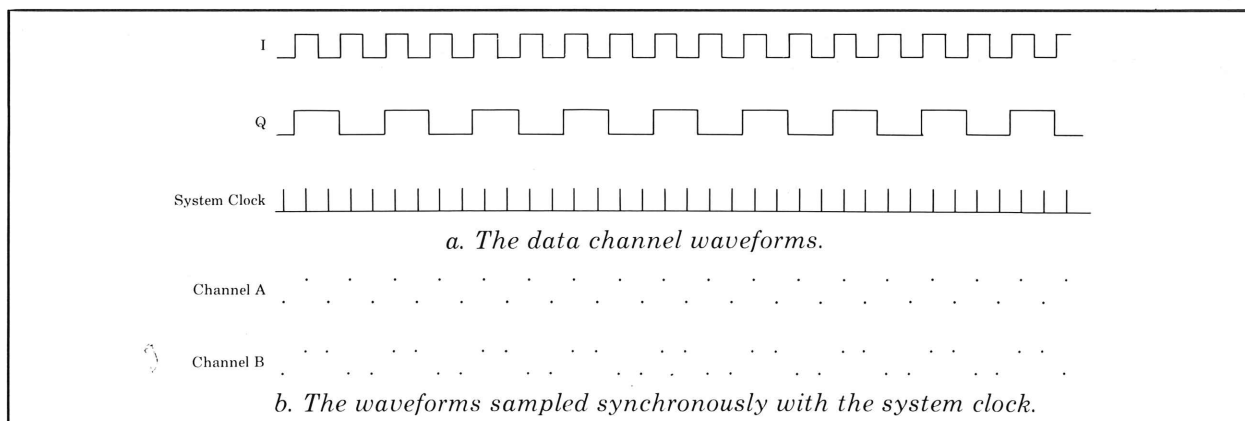 I
Q
System Clock
a. The data channel waveforms.
Channel A
Channel B
b. The waveforms sampled synchronously with the system clock.